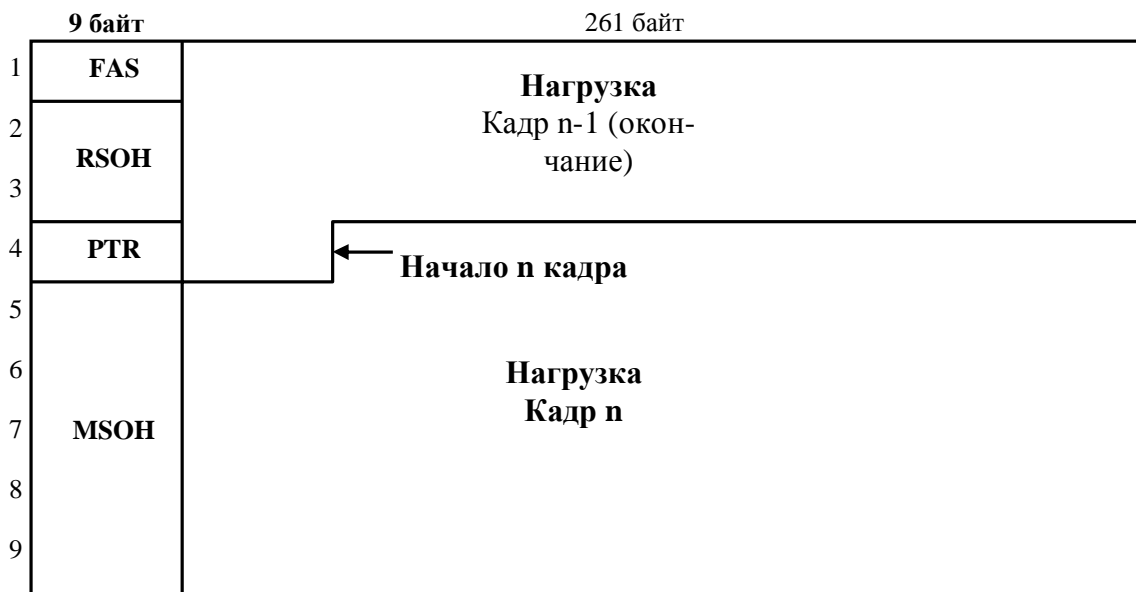 9 байт
261 байт
1
FAS
Нагрузка
2
Кадр n-1 (окон-
RSOH
чание)
3
4
PTR
Начало n кадра
5
6
Нагрузка
Кадр n
7
MSOH
8
9